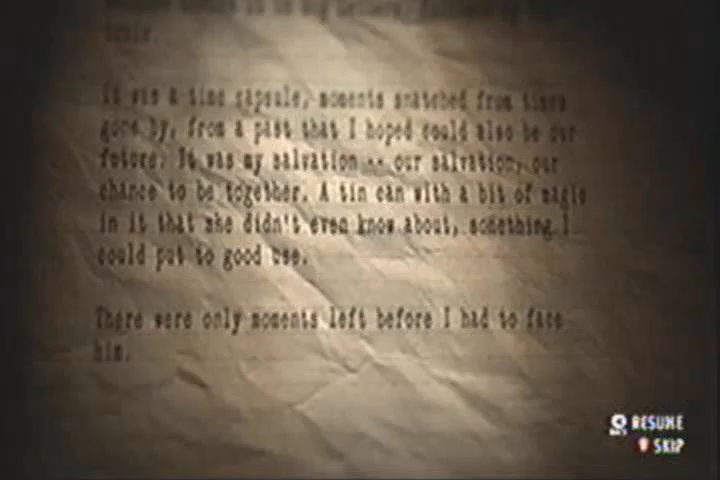 It was a time capsule, moments snatched from times
gone by, from a past that I hoped could also be our
future. It was my salvation -- our salvation, our
chance to be together. A tin can with a bit of magic
in it that she didn't even know about, something I
could put to good use.
There were only moments left before I had to face
him.
RESUME
SKIP